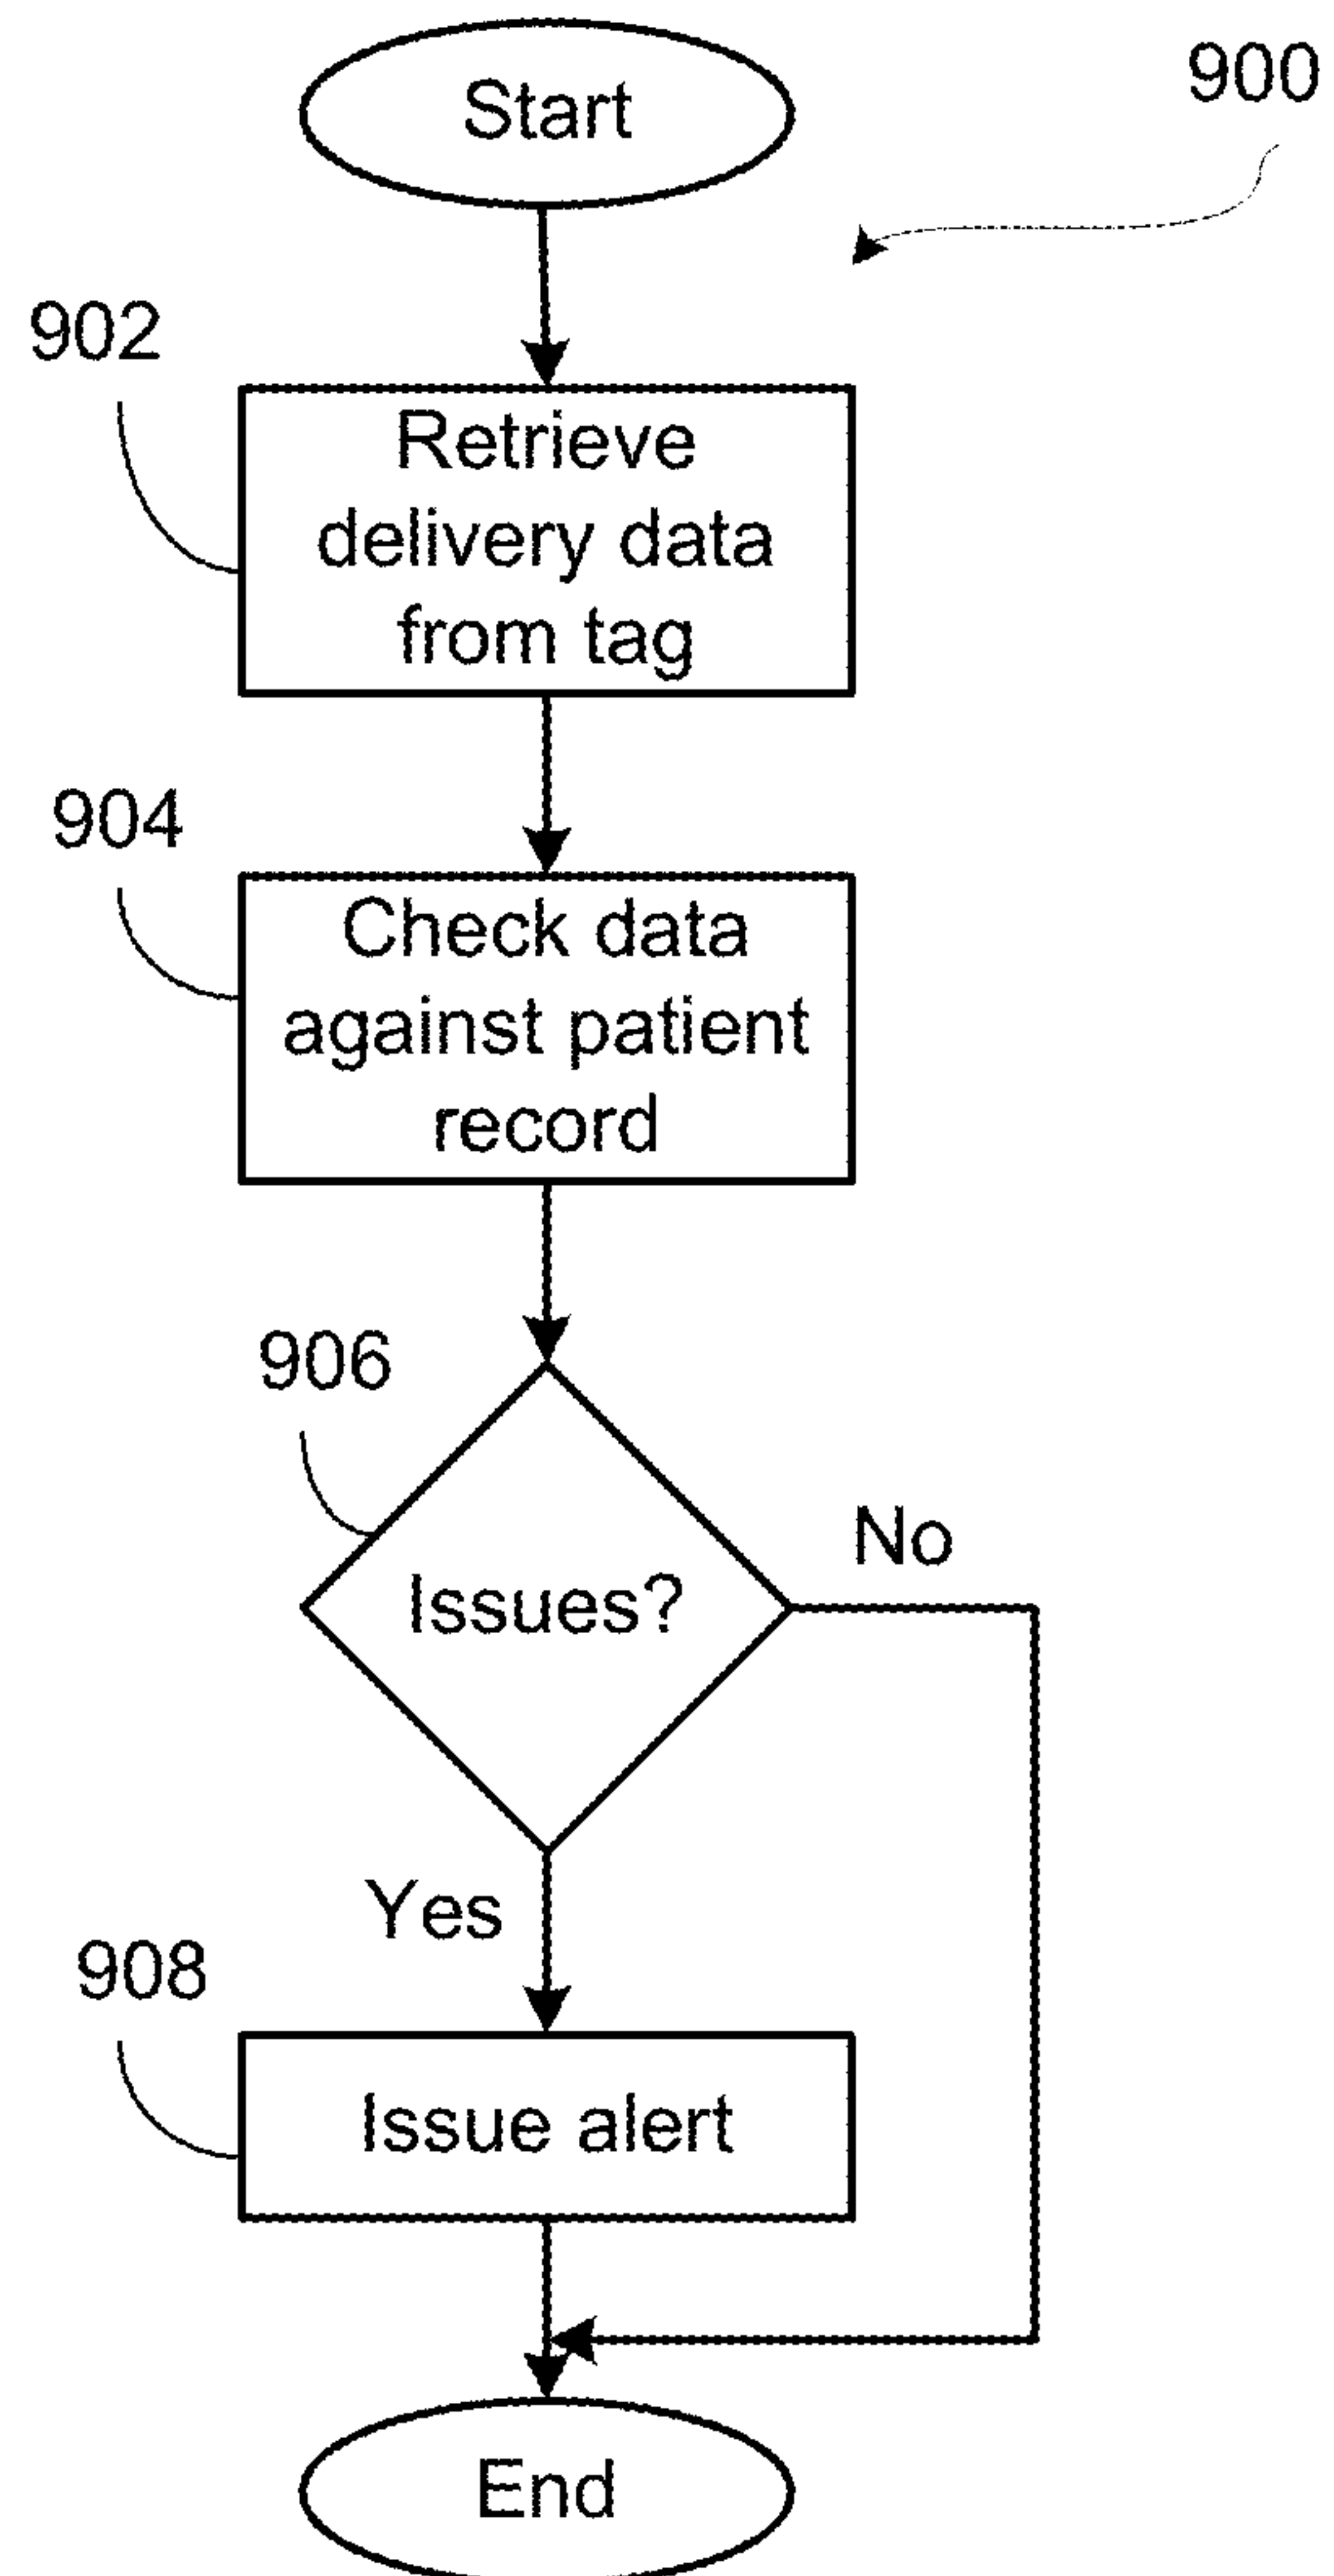 Start
900
902
Retrieve
delivery data
from tag
904
Check data
against patient
record
906
No
Issues?
Yes
908
Issue alert
End